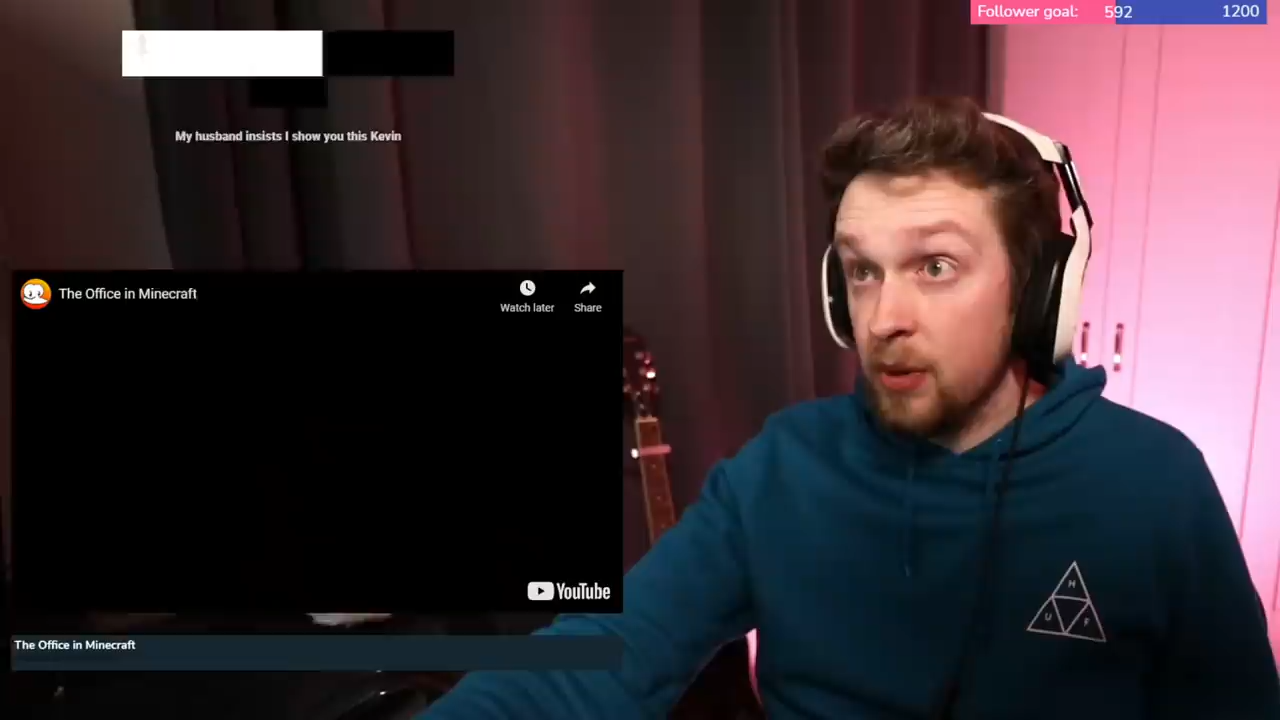 Follower goal: 592 1200
My husband insists I show you this Kevin
The Office in Minecraft
Watch later
Share
YouTube
The Office in Minecraft
H
U F